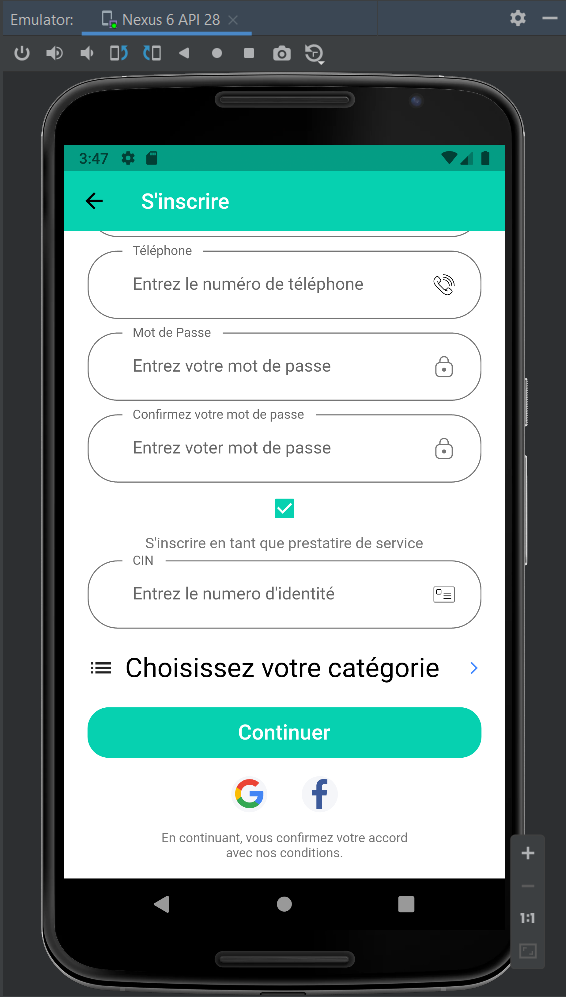 Emulator: Nexus 6 API 28
3:47
S'inscrire
Téléphone
Entrez le numéro de téléphone
Mot de Passe
Entrez votre mot de passe
Confirmez votre mot de passe
Entrez voter mot de passe
S'inscrire en tant que prestatire de service
CIN
Entrez le numero d'identité
Choisissez votre catégorie
Continuer
En continuant, vous confirmez votre accord
avec nos conditions.
1:1